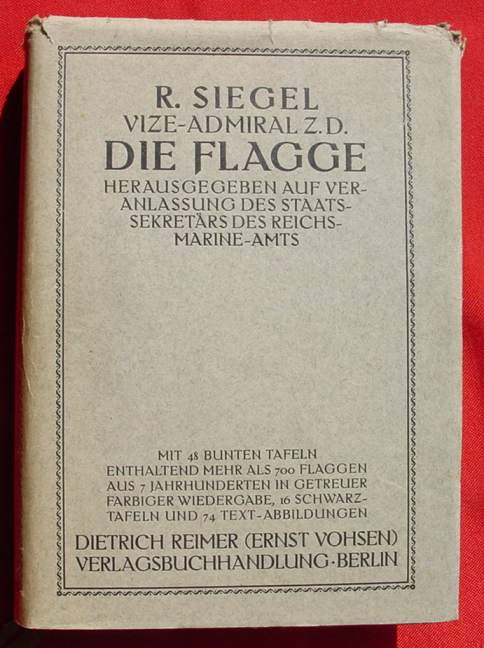 R. SIEGEL
VIZE-ADMIRAL Z. D.
DIE FLAGGE
HERAUSGEGEBEN AUF VER-
ANLASSUNG DES STAATS-
SEKRETÄRS DES REICHS-
MARINE-AMTS
MIT 48 BUNTEN TAFELN
ENTHALTEND MEHR ALS 700 FLAGGEN
AUS 7 JAHRHUNDERTEN IN GETREUER
FARBIGER WIEDERGABE, 16 SCHWARZ-
TAFELN UND 74 TEXT-ABBILDUNGEN
DIETRICH REIMER (ERNST VOHSEN)
VERLAGSBUCHHANDLUNG · BERLIN